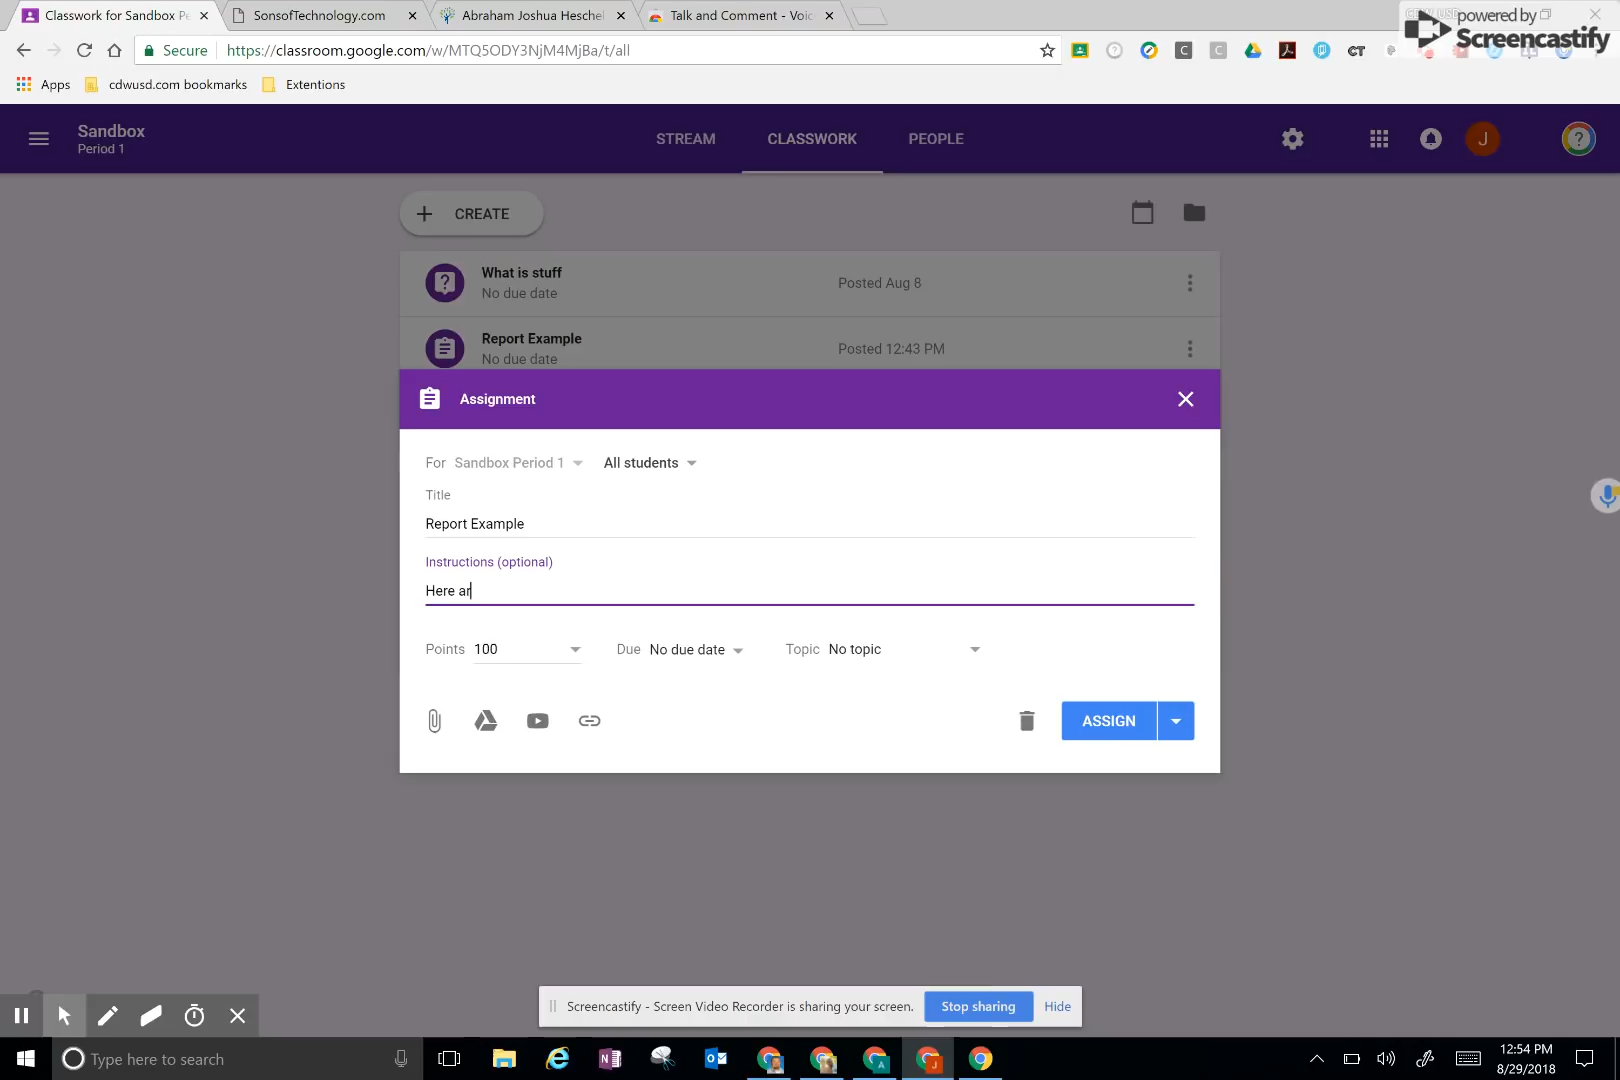 Classwork for Sandbox Pe
SonsofTechnology.com
Abraham Joshua Heschel
Talk and Comment - Voic
powered by
Screencastify
Secure
https://classroom.google.com/w/MTQ5ODY3NjM4MjBa/t/all
Apps
cdwusd.com bookmarks
Extentions
Sandbox
Period 1
STREAM
CLASSWORK
PEOPLE
J
CREATE
What is stuff
No due date
Posted Aug 8
Report Example
No due date
Posted 12:43 PM
Assignment
For Sandbox Period 1
All students
Title
Report Example
Instructions (optional)
Here ar
Points 100
Due No due date
Topic No topic
ASSIGN
Screencastify - Screen Video Recorder is sharing your screen.
Stop sharing
Hide
Type here to search
12:54 PM
8/29/2018